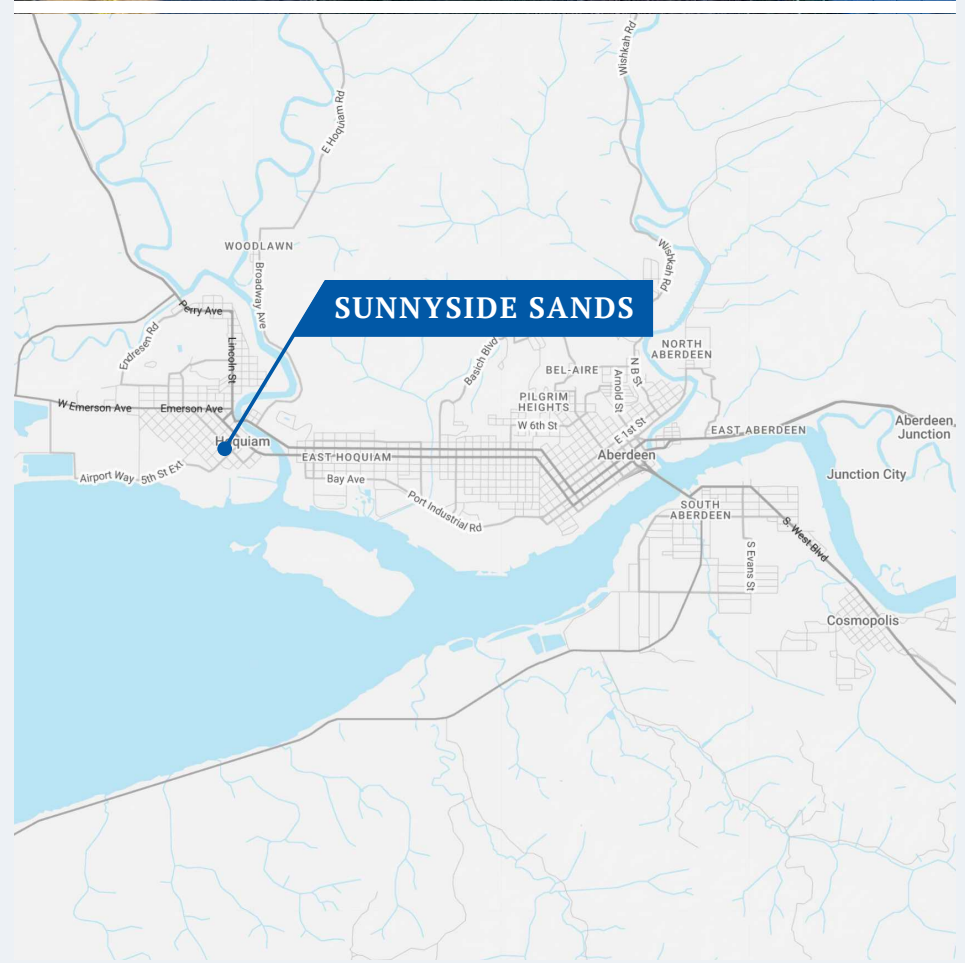 Wishkah Rd
E Hoquiam Rd
WOODLAWN
Broadway Ave
Wishkah Rd
SUNNYSIDE SANDS
Perry Ave
Endresen Rd
Lincoln St
Basich Blvd
NORTH
ABERDEEN
BEL-AIRE
N B St
Arnold St
PILGRIM
HEIGHTS
W Emerson Ave
Emerson Ave
W 6th St
E 1st St
EAST ABERDEEN
Aberdeen,
Junction
Hoquiam
EAST HOQUIAM
Aberdeen
Airport Way - 5th St Ext
Bay Ave
Junction City
Port Industrial Rd
SOUTH
ABERDEEN
S. West Blvd
S Evans St
Cosmopolis